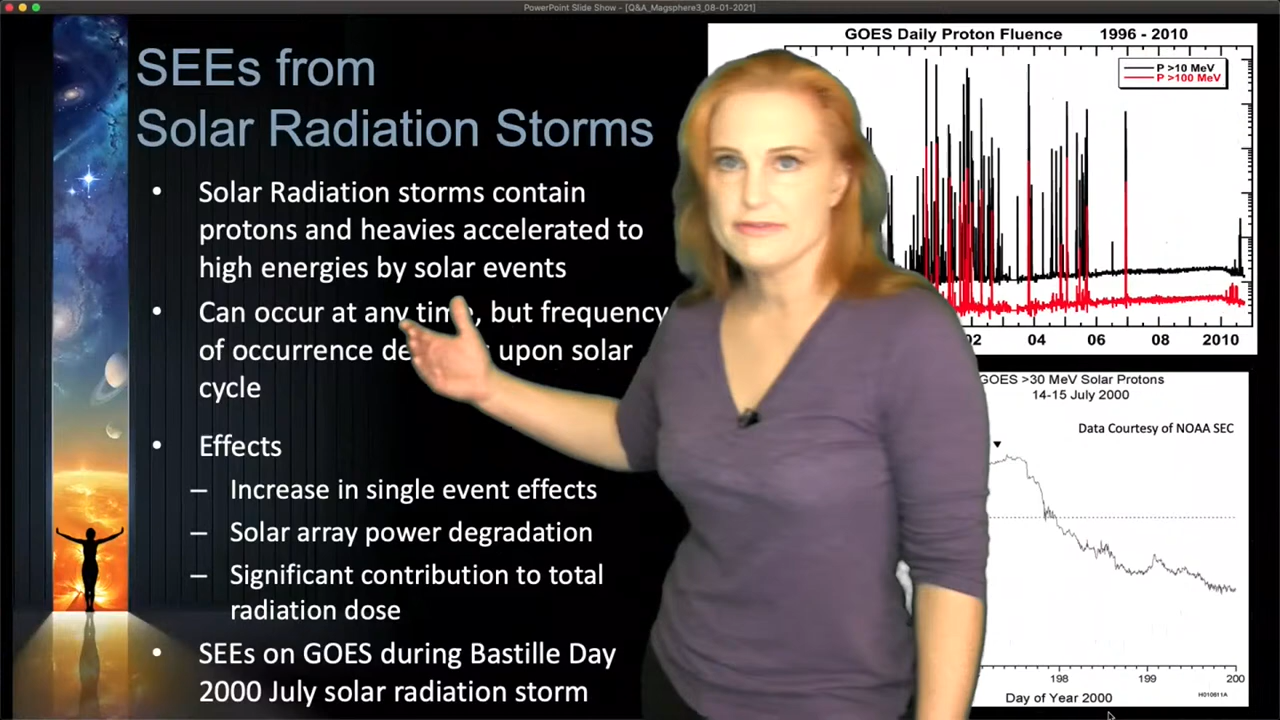 PowerPoint Slide Show - [Q&A_Magsphere3_08-01-2021]
SEEs from
Solar Radiation Storms
• Solar Radiation storms contain
protons and heavies accelerated to
high energies by solar events
• Can occur at any time, but frequency
of occurrence upon solar
cycle
• Effects
– Increase in single event effects
– Solar array power degradation
– Significant contribution to total
radiation dose
• SEEs on GOES during Bastille Day
2000 July solar radiation storm
GOES Daily Proton Fluence 1996 - 2010
P >10 MeV
P >100 MeV
02 04 06 08 2010
GOES >30 MeV Solar Protons
14-15 July 2000
Data Courtesy of NOAA SEC
198 199 200
Day of Year 2000
H010611A